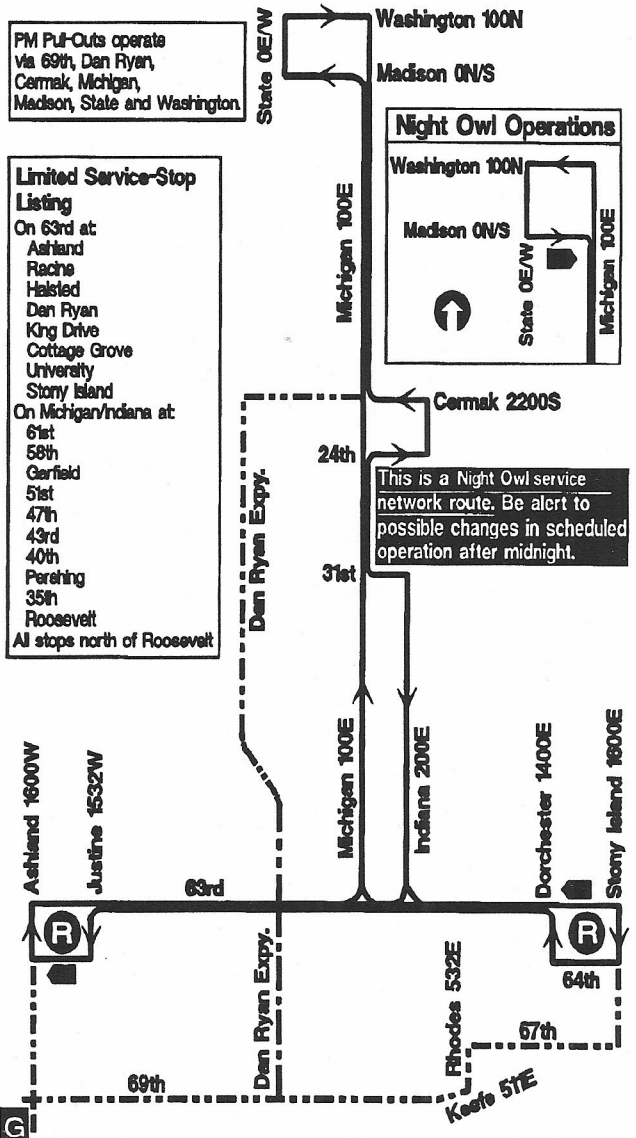 PM Pull-Outs operate
via 69th, Dan Ryan,
Cermak, Michigan,
Madison, State and Washington
State 0E/W
Washington 100N
Madison 0N/S
Night Owl Operations
Washington 100N
Madison 0N/S
State 0E/W
Michigan 100E
Limited Service-Stop
Listing
On 63rd at:
Ashland
Racine
Halsted
Dan Ryan
King Drive
Cottage Grove
University
Stony Island
On Michigan/Indiana at:
61st
58th
Garfield
51st
47th
43rd
40th
Pershing
35th
Roosevelt
All stops north of Roosevelt
Michigan 100E
Cermak 2200S
24th
This is a Night Owl service
network route. Be alert to
possible changes in scheduled
operation after midnight.
Dan Ryan Expy.
31st
Michigan 100E
Indiana 200E
Ashland 1600W
Justine 1532W
63rd
Dorchester 1400E
Stony Island 1600E
R
R
64th
Dan Ryan Expy.
Rhodes 532E
67th
69th
Keefe 511E
G